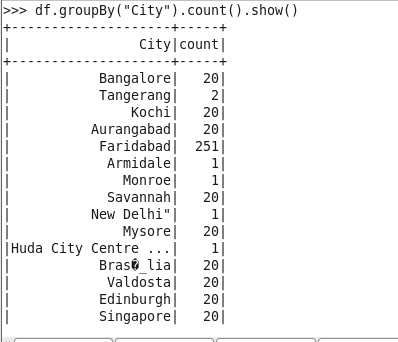 >>> df.groupBy("City").count().show()
+-------------------+-----+
|               City|count|
+-------------------+-----+
|          Bangalore|   20|
|          Tangerang|    2|
|              Kochi|   20|
|         Aurangabad|   20|
|          Faridabad|  251|
|           Armidale|    1|
|             Monroe|    1|
|           Savannah|   20|
|         New Delhi"|    1|
|             Mysore|   20|
|Huda City Centre ...|    1|
|          Bras�_lia|   20|
|           Valdosta|   20|
|          Edinburgh|   20|
|          Singapore|   20|